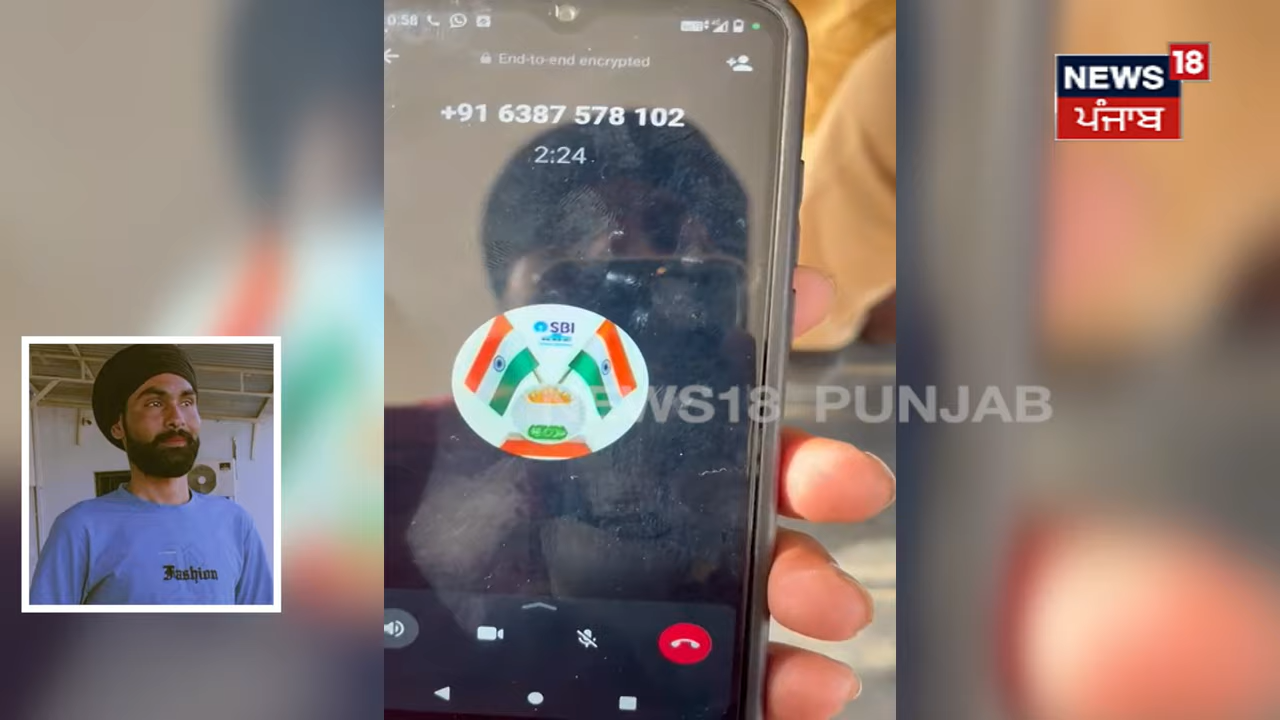 0:58
End-to-end encrypted
+91 6387 578 102
2:24
SBI
Fashion
NEWS 18
ਪੰਜਾਬ
NEWS18 PUNJAB